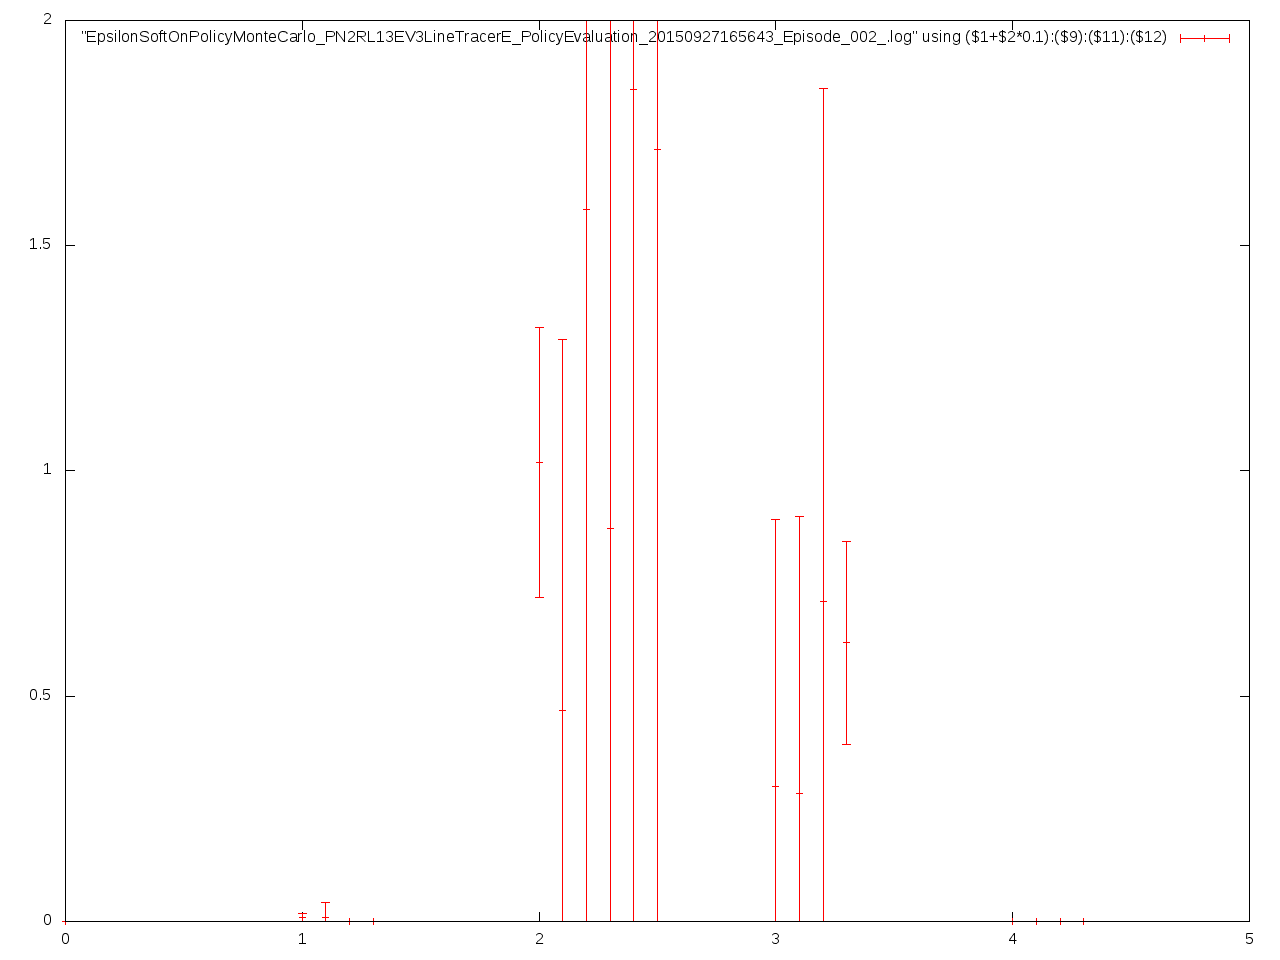 2
"EpsilonSoftOnPolicyMonteCarlo_PN2RL13EV3LineTracerE_PolicyEvaluation_20150927165643_Episode_002_.log" using ($1+$2*0.1):($9):($11):($12)
1.5
1
0.5
0
0 1 2 3 4 5